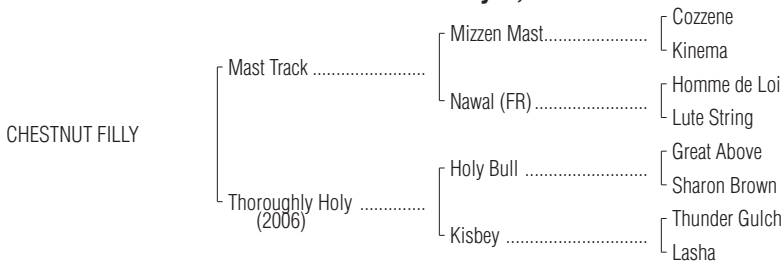 Cozzene
Mizzen Mast
Kinema
Mast Track
Homme de Loi
Nawal (FR)
Lute String
CHESTNUT FILLY
Great Above
Holy Bull
Sharon Brown
Thoroughly Holy
(2006)
Thunder Gulch
Kisbey
Lasha